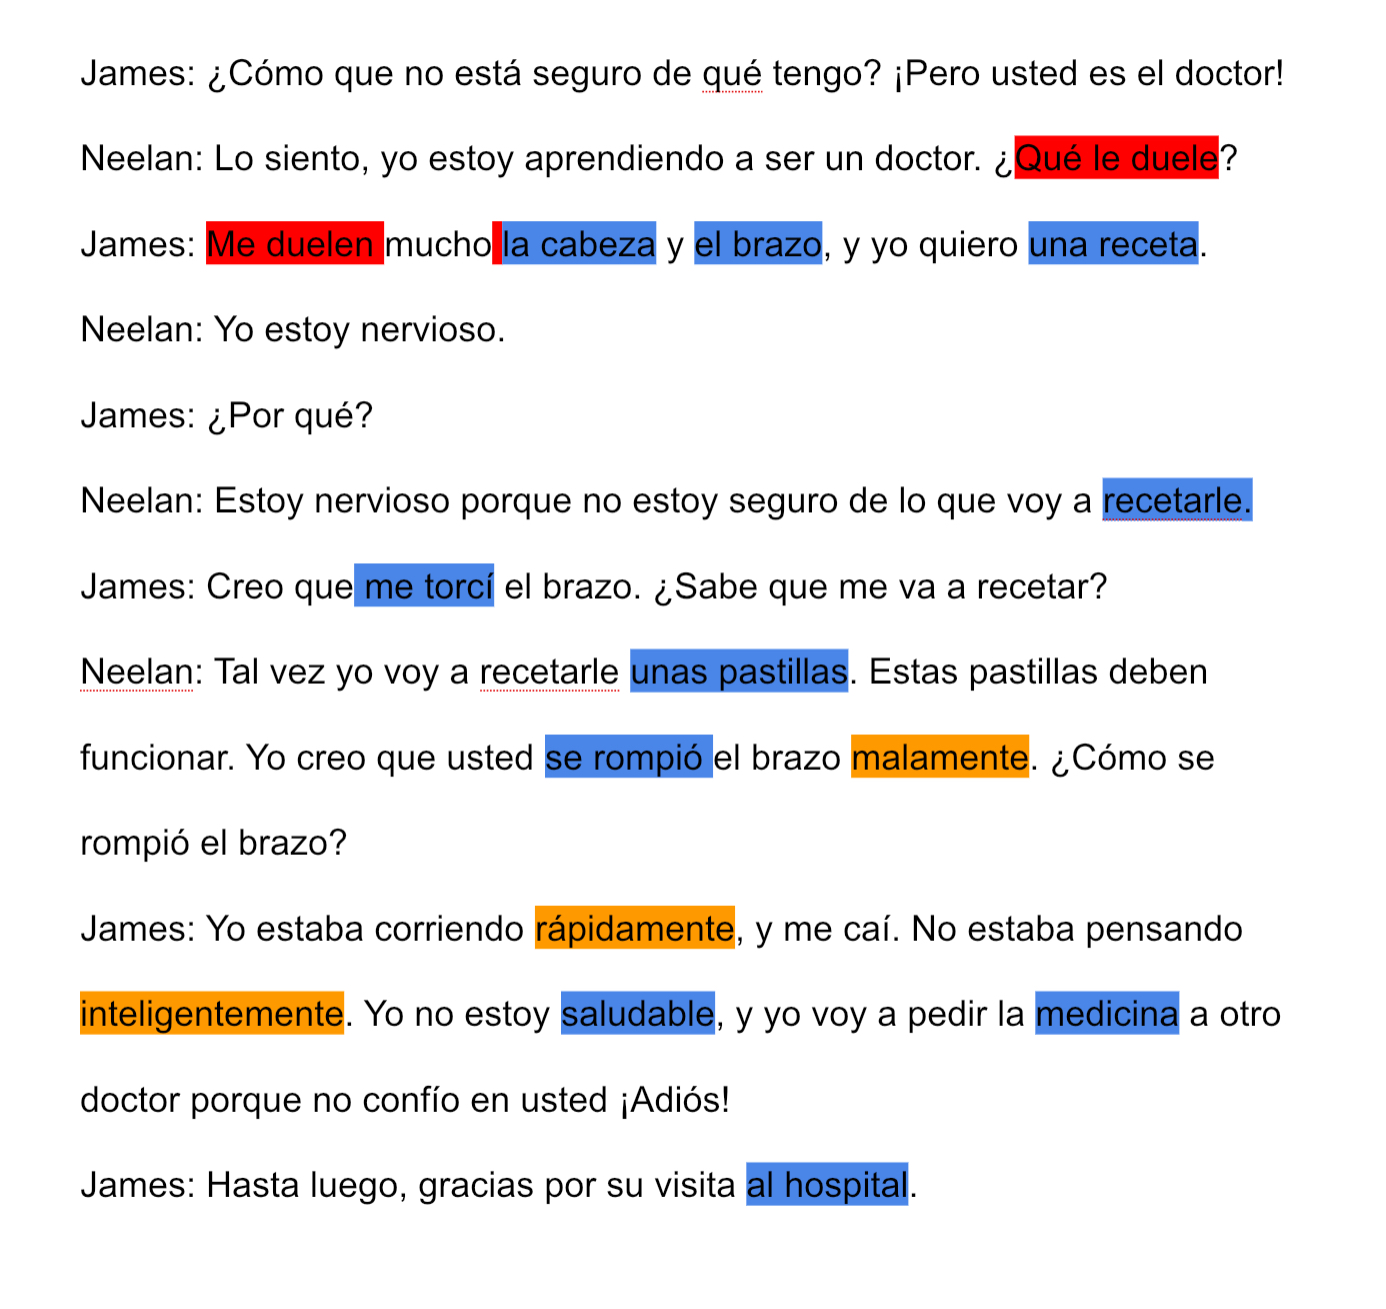 James: ¿Cómo que no está seguro de qué tengo? ¡Pero usted es el doctor!
Neelan: Lo siento, yo estoy aprendiendo a ser un doctor. ¿Qué le duele?
James: Me duelen mucho la cabeza y el brazo, y yo quiero una receta.
Neelan: Yo estoy nervioso.
James: ¿Por qué?
Neelan: Estoy nervioso porque no estoy seguro de lo que voy a recetarle.
James: Creo que me torcí el brazo. ¿Sabe que me va a recetar?
Neelan: Tal vez yo voy a recetarle unas pastillas. Estas pastillas deben
funcionar. Yo creo que usted se rompió el brazo malamente. ¿Cómo se
rompió el brazo?
James: Yo estaba corriendo rápidamente, y me caí. No estaba pensando
inteligentemente. Yo no estoy saludable, y yo voy a pedir la medicina a otro
doctor porque no confío en usted ¡Adiós!
James: Hasta luego, gracias por su visita al hospital.